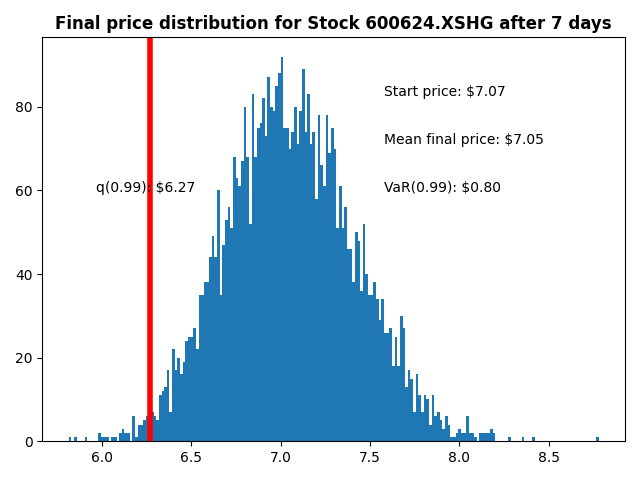 Final price distribution for Stock 600624.XSHG after 7 days
Start price: $7.07
Mean final price: $7.05
q(0.99): $6.27
VaR(0.99): $0.80
80
60
40
20
0
6.0
6.5
7.0
7.5
8.0
8.5